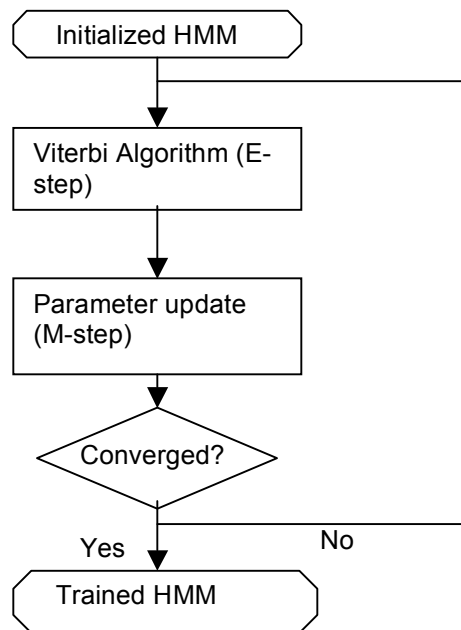 Initialized HMM
Viterbi Algorithm (E-
step)
Parameter update
(M-step)
Converged?
Yes
No
Trained HMM